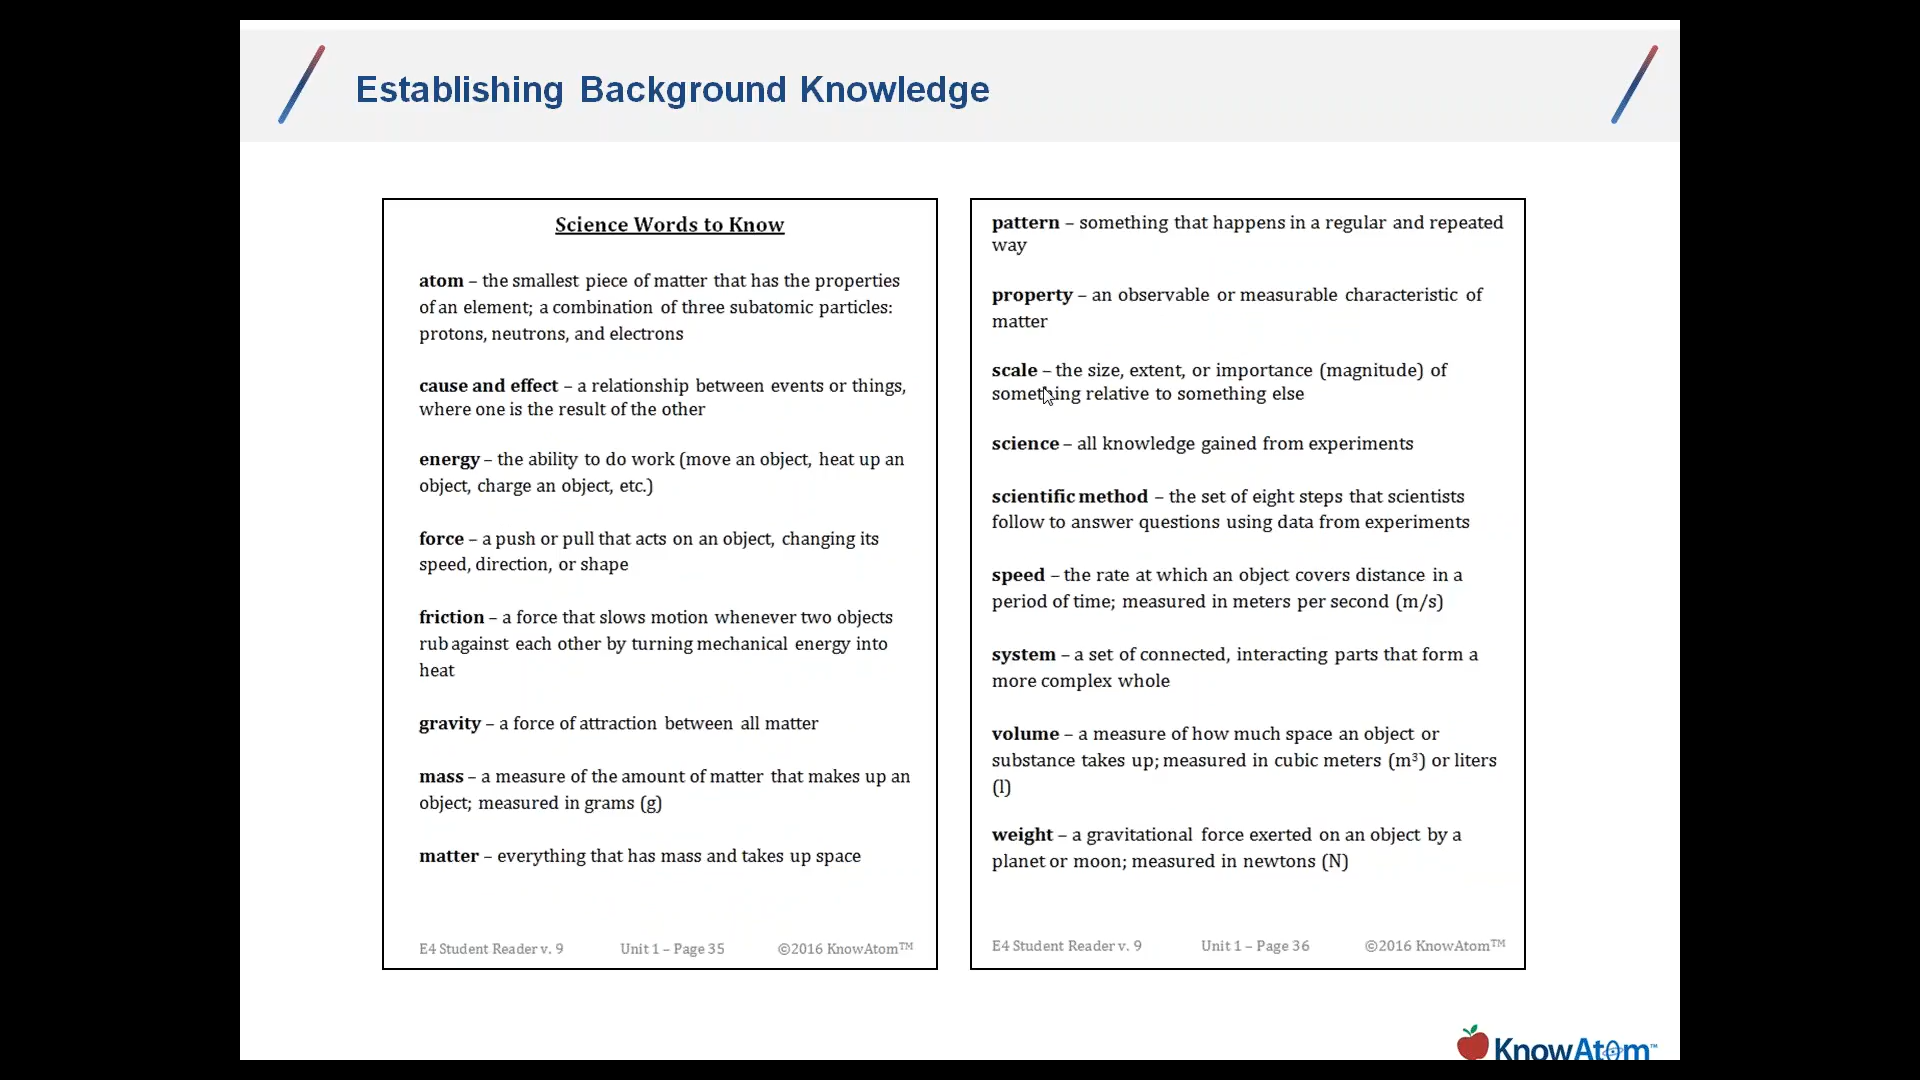 Establishing Background Knowledge
Science Words to Know
atom – the smallest piece of matter that has the properties
of an element; a combination of three subatomic particles:
protons, neutrons, and electrons
cause and effect – a relationship between events or things,
where one is the result of the other
energy – the ability to do work (move an object, heat up an
object, charge an object, etc.)
force – a push or pull that acts on an object, changing its
speed, direction, or shape
friction – a force that slows motion whenever two objects
rub against each other by turning mechanical energy into
heat
gravity – a force of attraction between all matter
mass – a measure of the amount of matter that makes up an
object; measured in grams (g)
matter – everything that has mass and takes up space
E4 Student Reader v. 9 Unit 1 – Page 35 ©2016 KnowAtom™
pattern – something that happens in a regular and repeated
way
property – an observable or measurable characteristic of
matter
scale – the size, extent, or importance (magnitude) of
something relative to something else
science – all knowledge gained from experiments
scientific method – the set of eight steps that scientists
follow to answer questions using data from experiments
speed – the rate at which an object covers distance in a
period of time; measured in meters per second (m/s)
system – a set of connected, interacting parts that form a
more complex whole
volume – a measure of how much space an object or
substance takes up; measured in cubic meters (m³) or liters
(l)
weight – a gravitational force exerted on an object by a
planet or moon; measured in newtons (N)
E4 Student Reader v. 9 Unit 1 – Page 36 ©2016 KnowAtom™
KnowAtom™